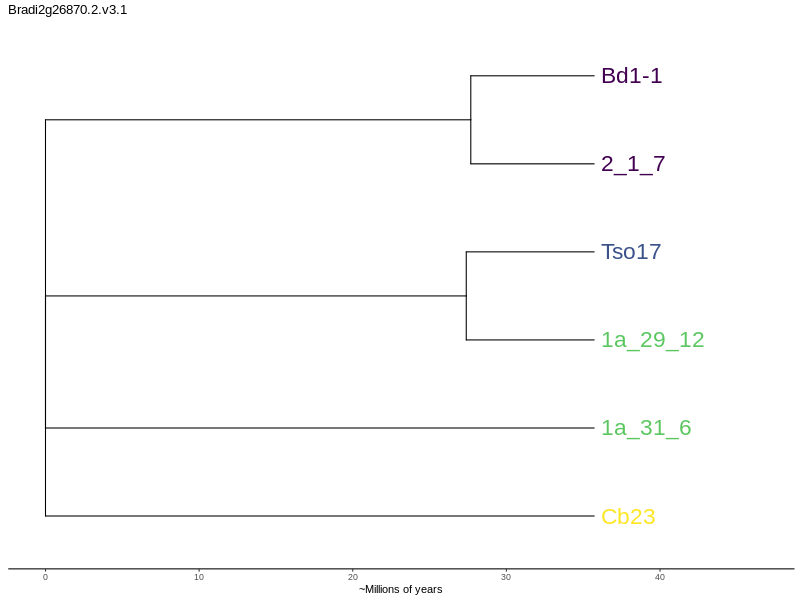 Bradi2g26870.2.v3.1
Bd1-1
2_1_7
Tso17
1a_29_12
1a_31_6
Cb23
0 10 20 30 40
~Millions of years